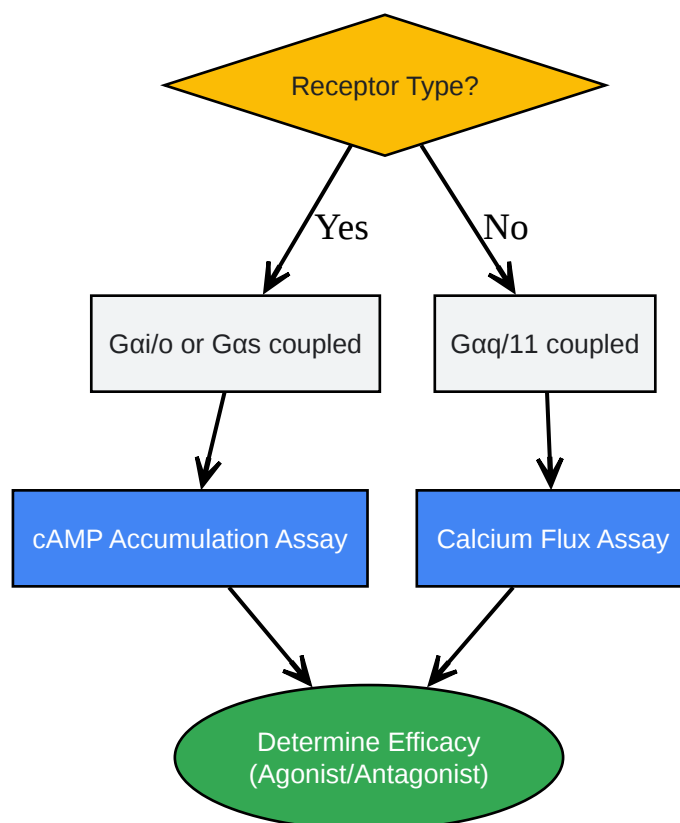 Receptor Type?
Yes
No
Gαi/o or Gαs coupled
Gαq/11 coupled
cAMP Accumulation Assay
Calcium Flux Assay
Determine Efficacy
(Agonist/Antagonist)